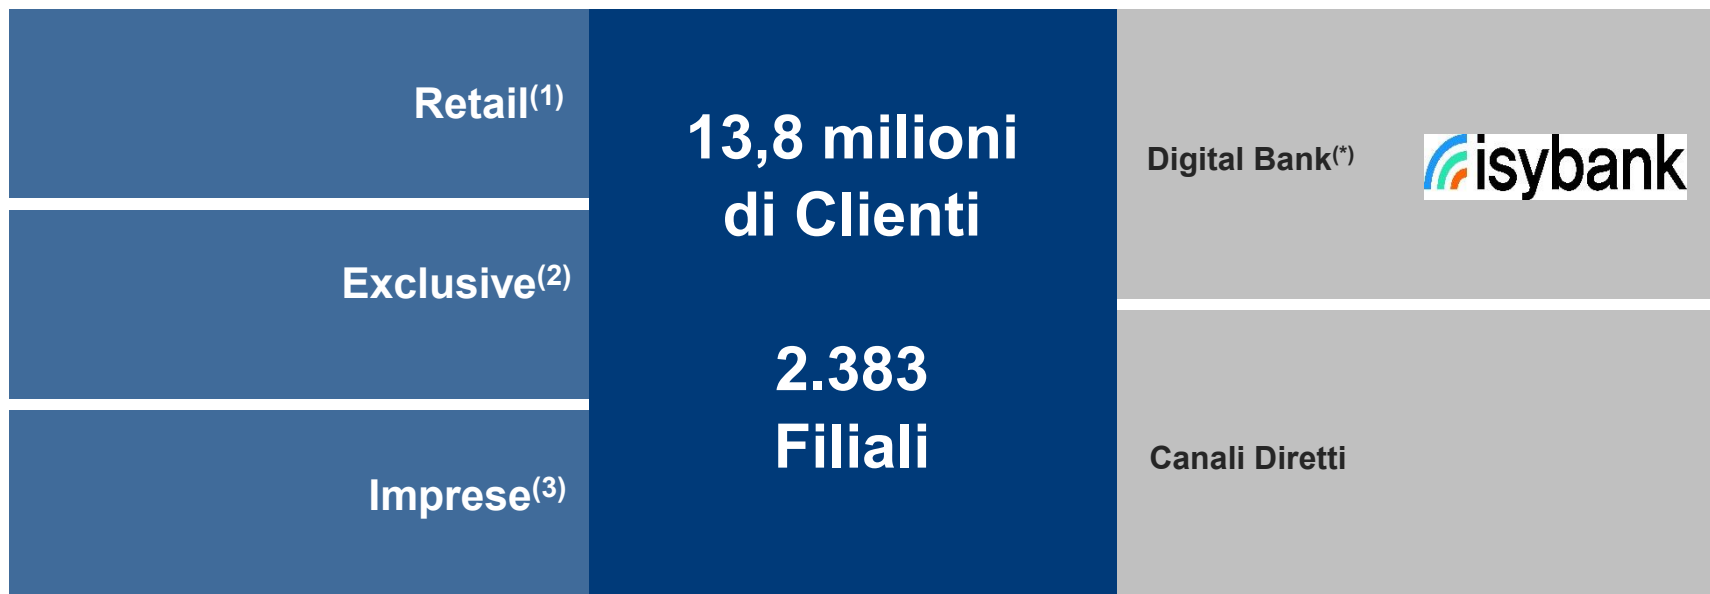 Retail(1)
Exclusive(2)
Imprese(3)
13,8 milioni
di Clienti
2.383
Filiali
Digital Bank(*)
isybank
Canali Diretti